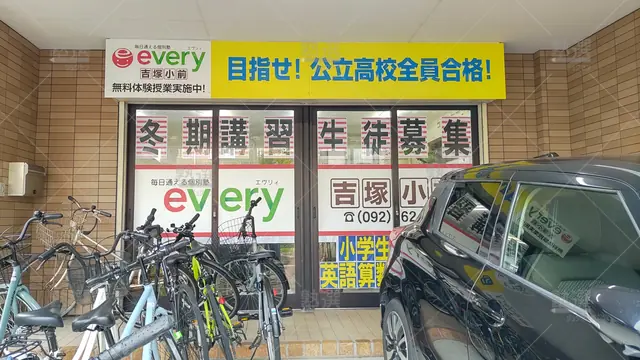 毎日通える個別塾
エヴリィ
every
吉塚小前
無料体験授業実施中!
目指せ! 公立高校全員合格!
冬期講習生徒募集
毎日通える個別塾
エヴリィ
every
吉塚小
☎(092) 62
小学生
英語算数